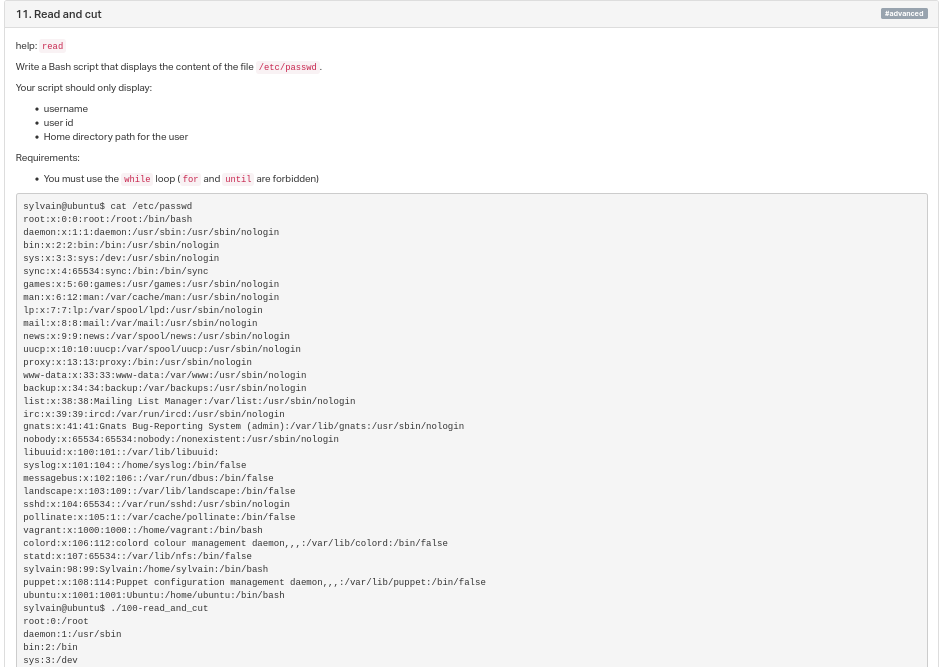 11. Read and cut
#advanced
help: read
Write a Bash script that displays the content of the file /etc/passwd.
Your script should only display:
• username
• user id
• Home directory path for the user
Requirements:
• You must use the while loop (for and until are forbidden)
sylvain@ubuntu$ cat /etc/passwd
root:x:0:0:root:/root:/bin/bash
daemon:x:1:1:daemon:/usr/sbin:/usr/sbin/nologin
bin:x:2:2:bin:/bin:/usr/sbin/nologin
sys:x:3:3:sys:/dev:/usr/sbin/nologin
sync:x:4:65534:sync:/bin:/bin/sync
games:x:5:60:games:/usr/games:/usr/sbin/nologin
man:x:6:12:man:/var/cache/man:/usr/sbin/nologin
lp:x:7:7:lp:/var/spool/lpd:/usr/sbin/nologin
mail:x:8:8:mail:/var/mail:/usr/sbin/nologin
news:x:9:9:news:/var/spool/news:/usr/sbin/nologin
uucp:x:10:10:uucp:/var/spool/uucp:/usr/sbin/nologin
proxy:x:13:13:proxy:/bin:/usr/sbin/nologin
www-data:x:33:33:www-data:/var/www:/usr/sbin/nologin
backup:x:34:34:backup:/var/backups:/usr/sbin/nologin
list:x:38:38:Mailing List Manager:/var/list:/usr/sbin/nologin
irc:x:39:39:ircd:/var/run/ircd:/usr/sbin/nologin
gnats:x:41:41:Gnats Bug-Reporting System (admin):/var/lib/gnats:/usr/sbin/nologin
nobody:x:65534:65534:nobody:/nonexistent:/usr/sbin/nologin
libuuid:x:100:101::/var/lib/libuuid:
syslog:x:101:104::/home/syslog:/bin/false
messagebus:x:102:106::/var/run/dbus:/bin/false
landscape:x:103:109::/var/lib/landscape:/bin/false
sshd:x:104:65534::/var/run/sshd:/usr/sbin/nologin
pollinate:x:105:1::/var/cache/pollinate:/bin/false
vagrant:x:1000:1000::/home/vagrant:/bin/bash
colord:x:106:112:colord colour management daemon,,,:/var/lib/colord:/bin/false
statd:x:107:65534::/var/lib/nfs:/bin/false
sylvain:98:99:Sylvain:/home/sylvain:/bin/bash
puppet:x:108:114:Puppet configuration management daemon,,,:/var/lib/puppet:/bin/false
ubuntu:x:1001:1001:Ubuntu:/home/ubuntu:/bin/bash
sylvain@ubuntu$ ./100-read_and_cut
root:0:/root
daemon:1:/usr/sbin
bin:2:/bin
sys:3:/dev